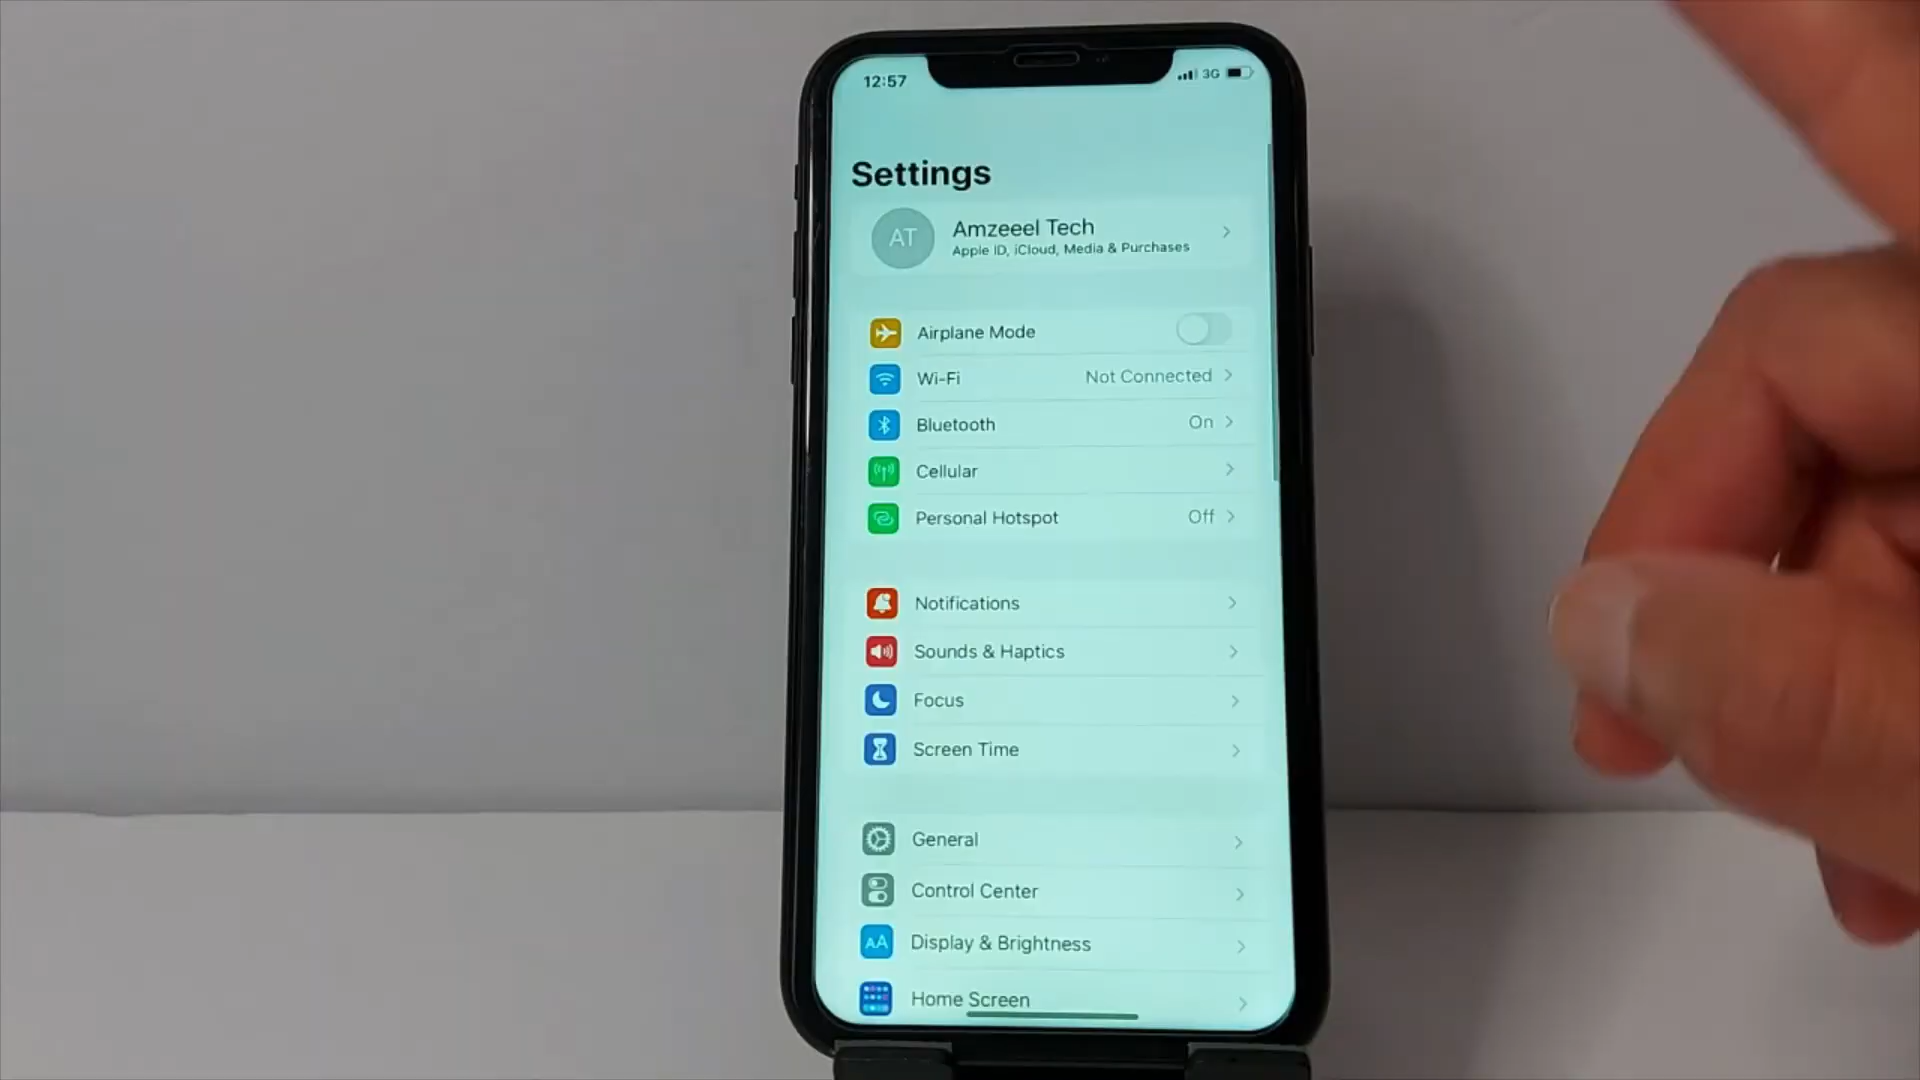 12:57
3G
Settings
AT
Amzeeel Tech
Apple ID, iCloud, Media & Purchases
Airplane Mode
Wi-Fi
Not Connected
Bluetooth
On
Cellular
Personal Hotspot
Off
Notifications
Sounds & Haptics
Focus
Screen Time
General
Control Center
AA
Display & Brightness
Home Screen